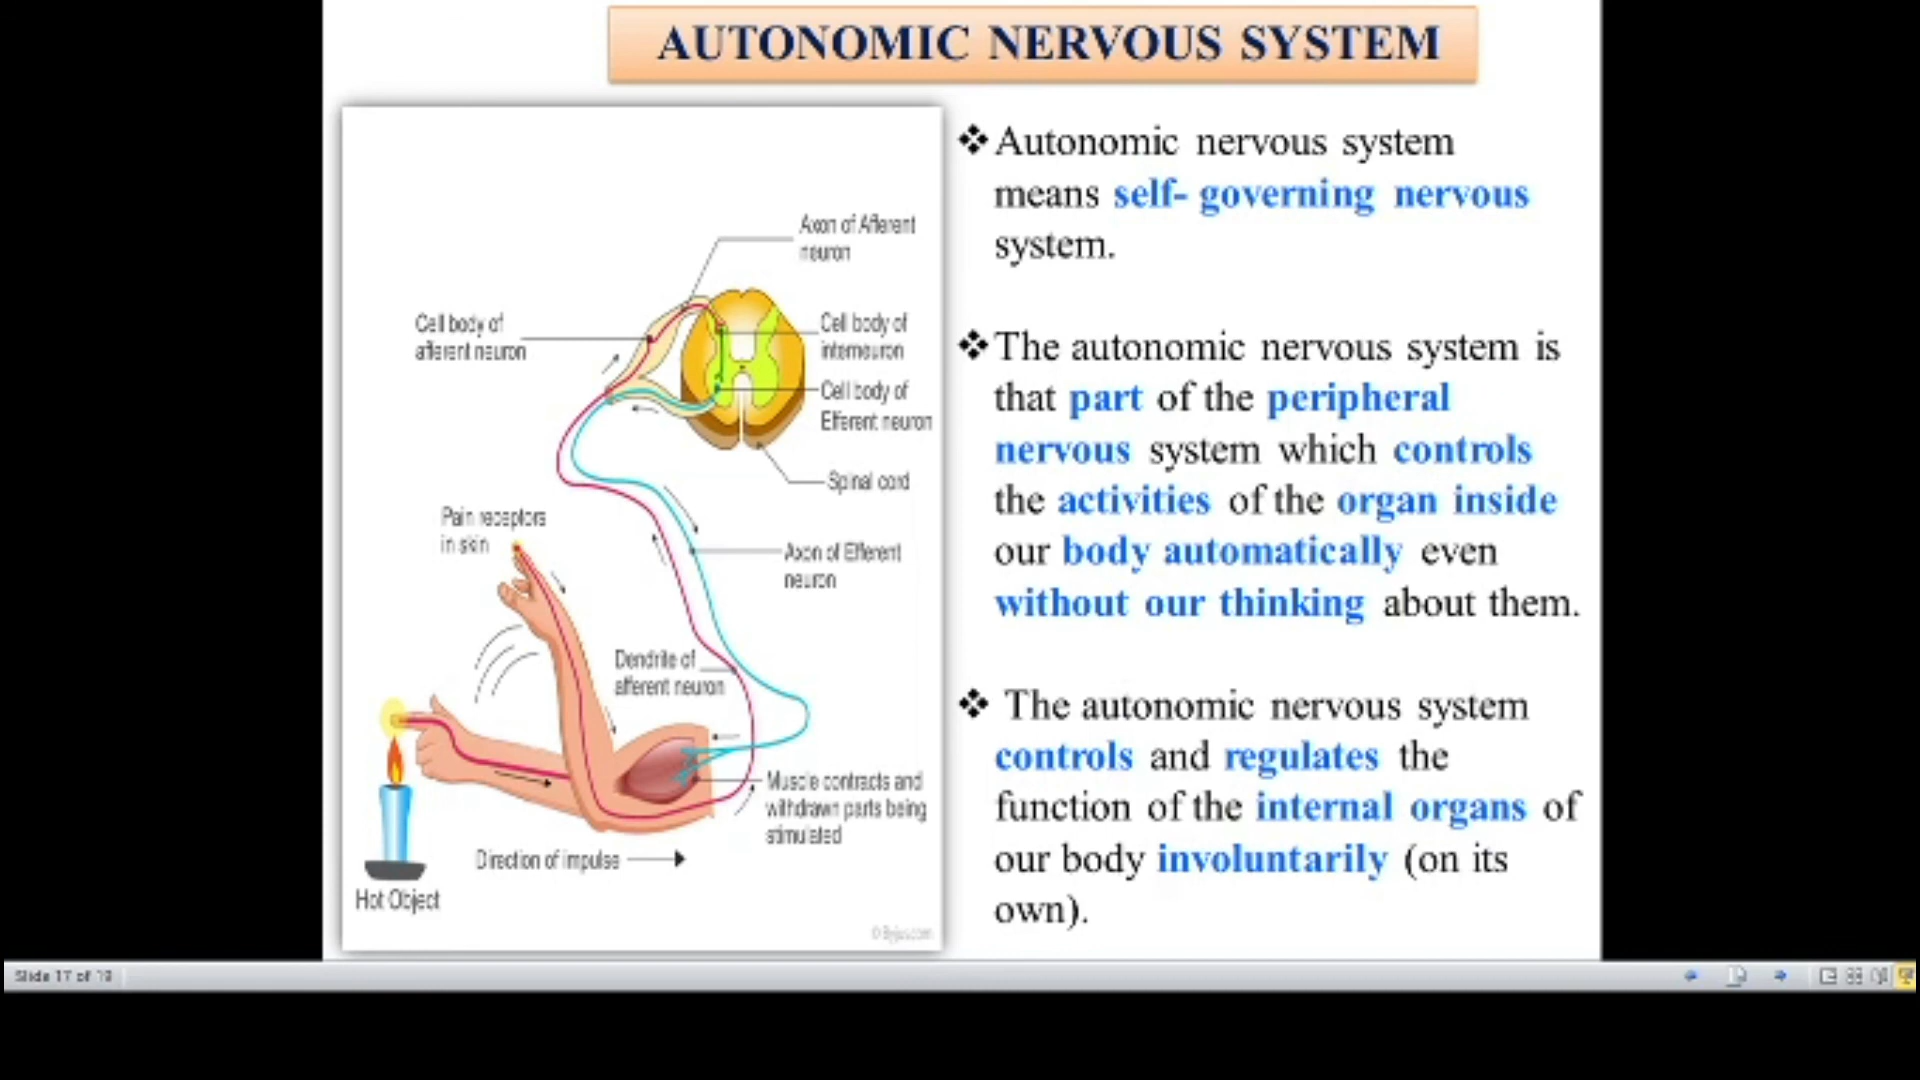 AUTONOMIC NERVOUS SYSTEM
Axon of Afferent
neuron
Cell body of
afferent neuron
Cell body of
interneuron
Cell body of
Efferent neuron
Spinal cord
Pain receptors
in skin
Axon of Efferent
neuron
Dendrite of
afferent neuron
Muscle contracts and
withdrawn parts being
stimulated
Direction of impulse
Hot Object
© Byjus.com
❖Autonomic nervous system
means self- governing nervous
system.
❖The autonomic nervous system is
that part of the peripheral
nervous system which controls
the activities of the organ inside
our body automatically even
without our thinking about them.
❖ The autonomic nervous system
controls and regulates the
function of the internal organs of
our body involuntarily (on its
own).
Slide 17 of 19